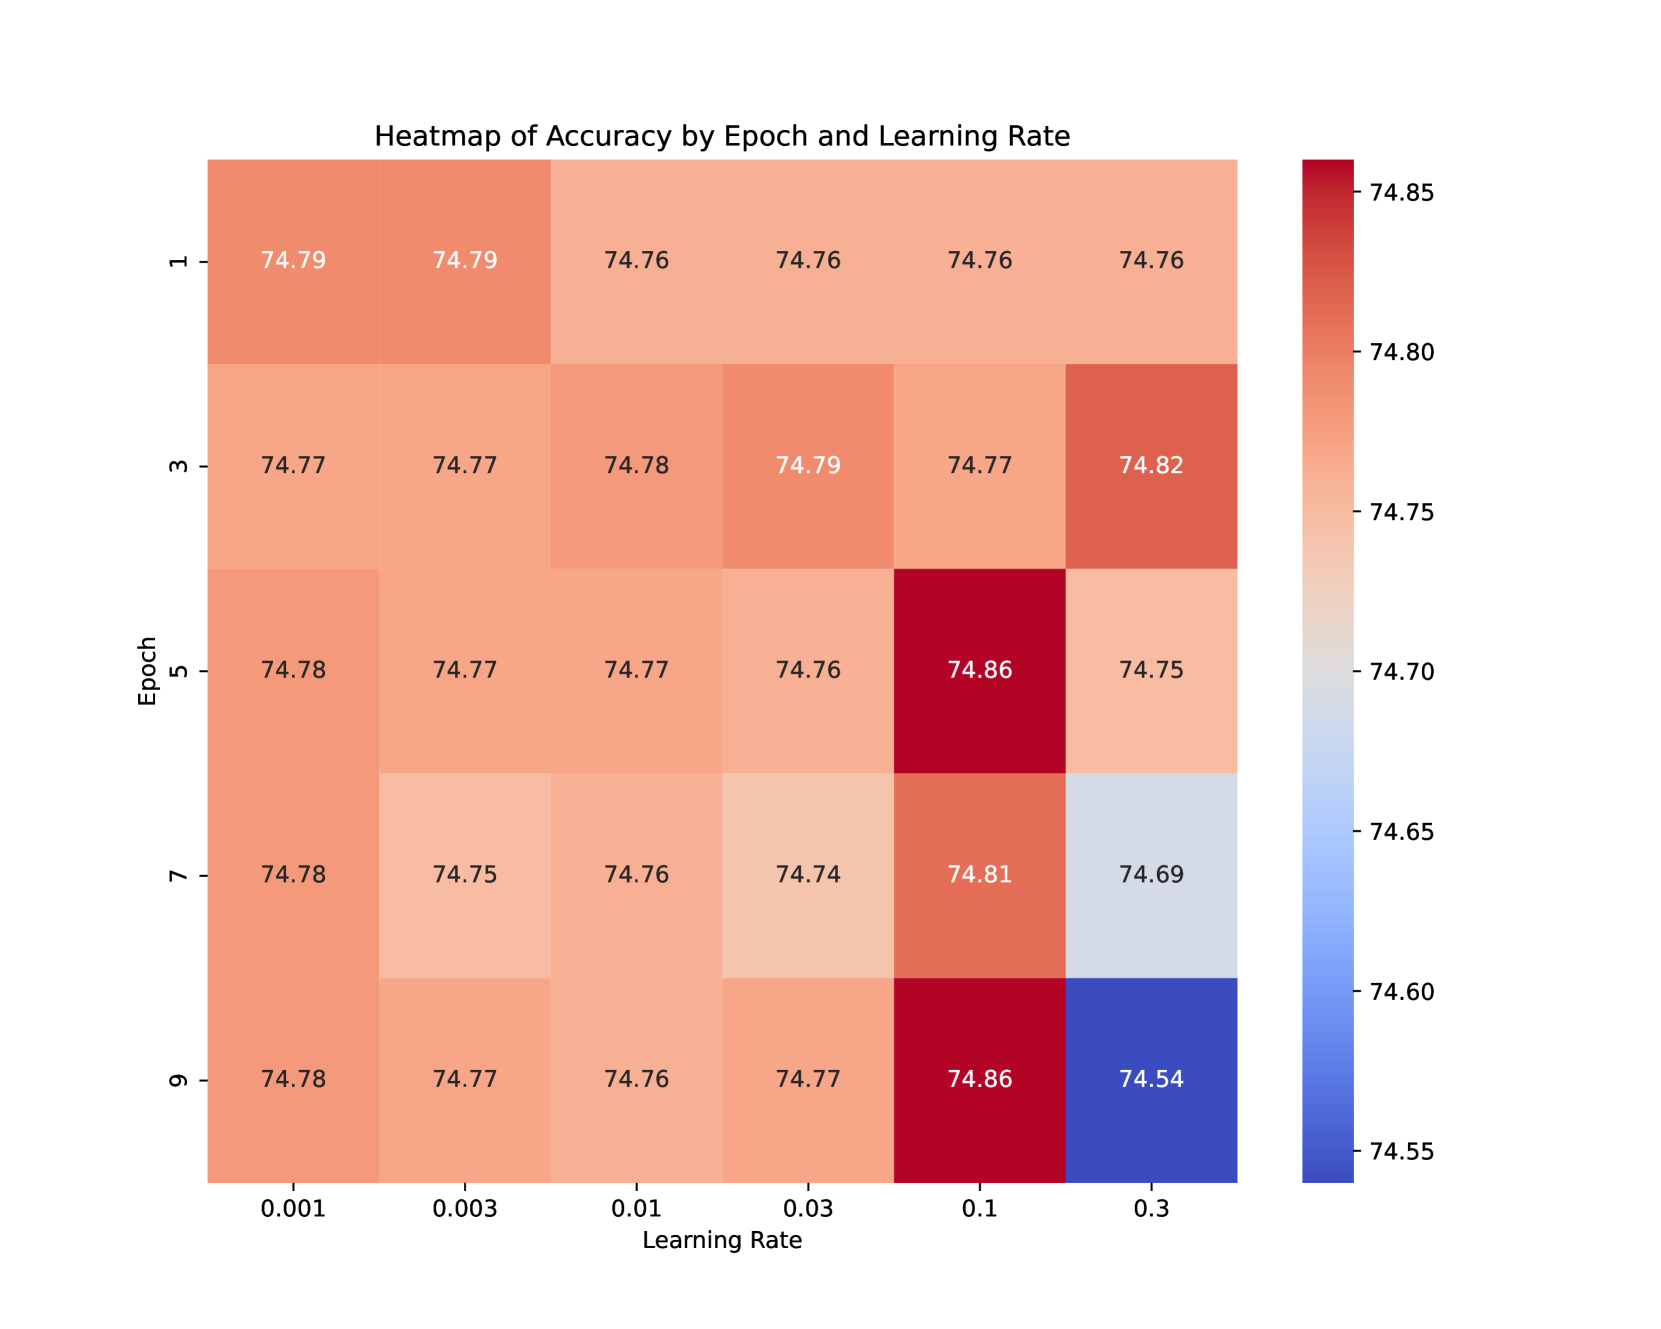 Heatmap of Accuracy by Epoch and Learning Rate
1 74.79 74.79 74.76 74.76 74.76 74.76
3 74.77 74.77 74.78 74.79 74.77 74.82
5 74.78 74.77 74.77 74.76 74.86 74.75
7 74.78 74.75 74.76 74.74 74.81 74.69
9 74.78 74.77 74.76 74.77 74.86 74.54
Epoch
0.001 0.003 0.01 0.03 0.1 0.3
Learning Rate
74.85
74.80
74.75
74.70
74.65
74.60
74.55